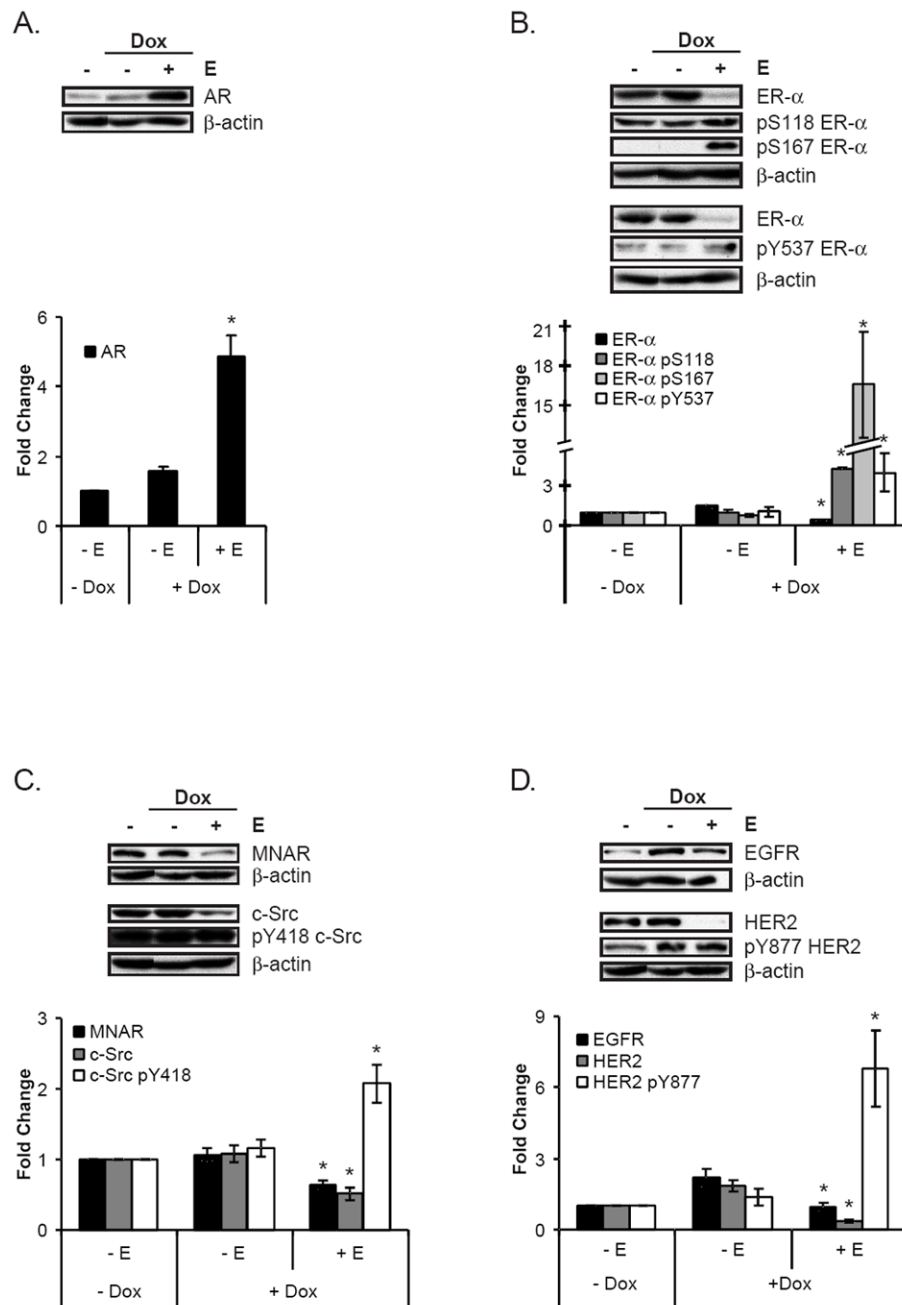 A.
Dox
- - + E
AR
β-actin
6
4
2
0
Fold Change
AR
*
- E - E + E
- Dox + Dox
B.
Dox
- - + E
ER-α
pS118 ER-α
pS167 ER-α
β-actin
ER-α
pY537 ER-α
β-actin
21
18
15
3
0
Fold Change
ER-α
ER-α pS118
ER-α pS167
ER-α pY537
* * * *
- E - E + E
- Dox + Dox
C.
Dox
- - + E
MNAR
β-actin
c-Src
pY418 c-Src
β-actin
3
2
1
0
Fold Change
MNAR
c-Src
c-Src pY418
* * *
- E - E + E
- Dox + Dox
D.
Dox
- - + E
EGFR
β-actin
HER2
pY877 HER2
β-actin
9
6
3
0
Fold Change
EGFR
HER2
HER2 pY877
* * *
- E - E + E
- Dox +Dox